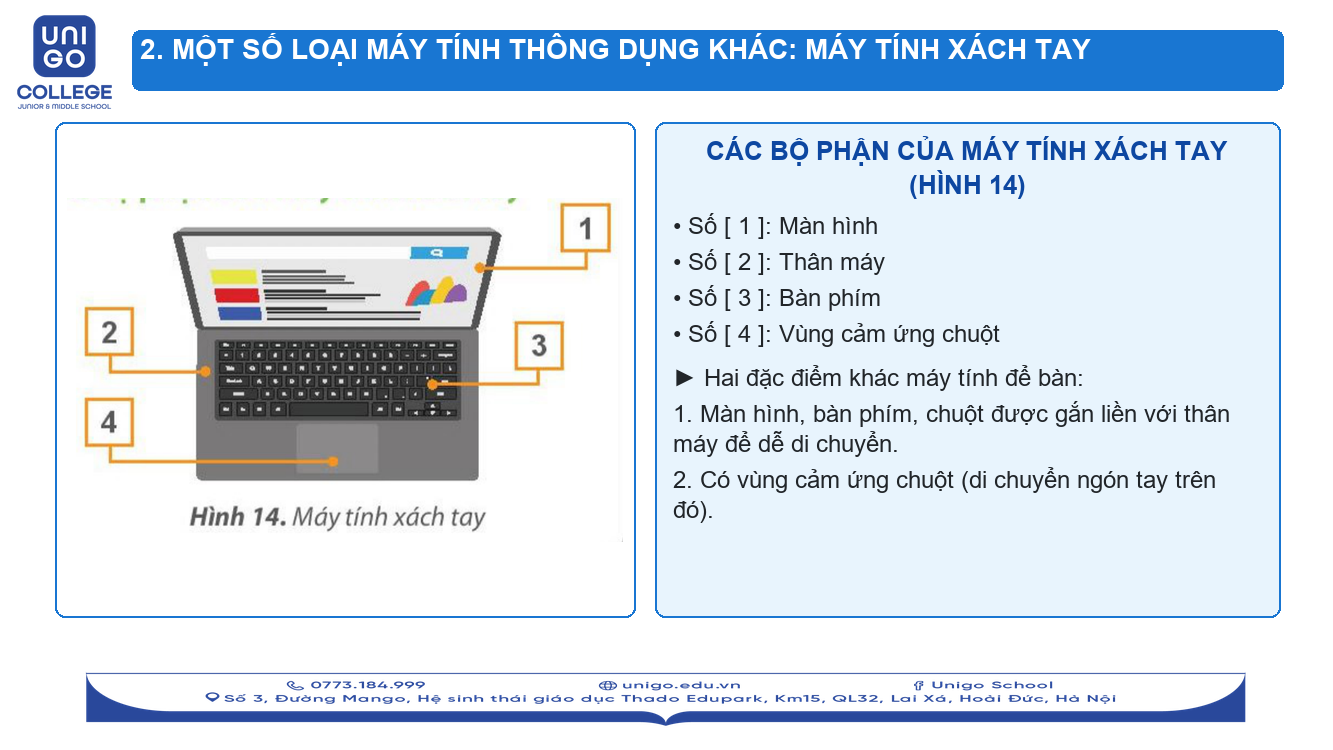 UNI
GO
COLLEGE
JUNIOR & MIDDLE SCHOOL
2. MỘT SỐ LOẠI MÁY TÍNH THÔNG DỤNG KHÁC: MÁY TÍNH XÁCH TAY
1
2
3
4
Hình 14. Máy tính xách tay
CÁC BỘ PHẬN CỦA MÁY TÍNH XÁCH TAY
(HÌNH 14)
• Số [ 1 ]: Màn hình
• Số [ 2 ]: Thân máy
• Số [ 3 ]: Bàn phím
• Số [ 4 ]: Vùng cảm ứng chuột
► Hai đặc điểm khác máy tính để bàn:
1. Màn hình, bàn phím, chuột được gắn liền với thân
máy để dễ di chuyển.
2. Có vùng cảm ứng chuột (di chuyển ngón tay trên
đó).
0773.184.999
unigo.edu.vn
Unigo School
Số 3, Đường Mango, Hệ sinh thái giáo dục Thado Edupark, Km15, QL32, Lai Xá, Hoài Đức, Hà Nội